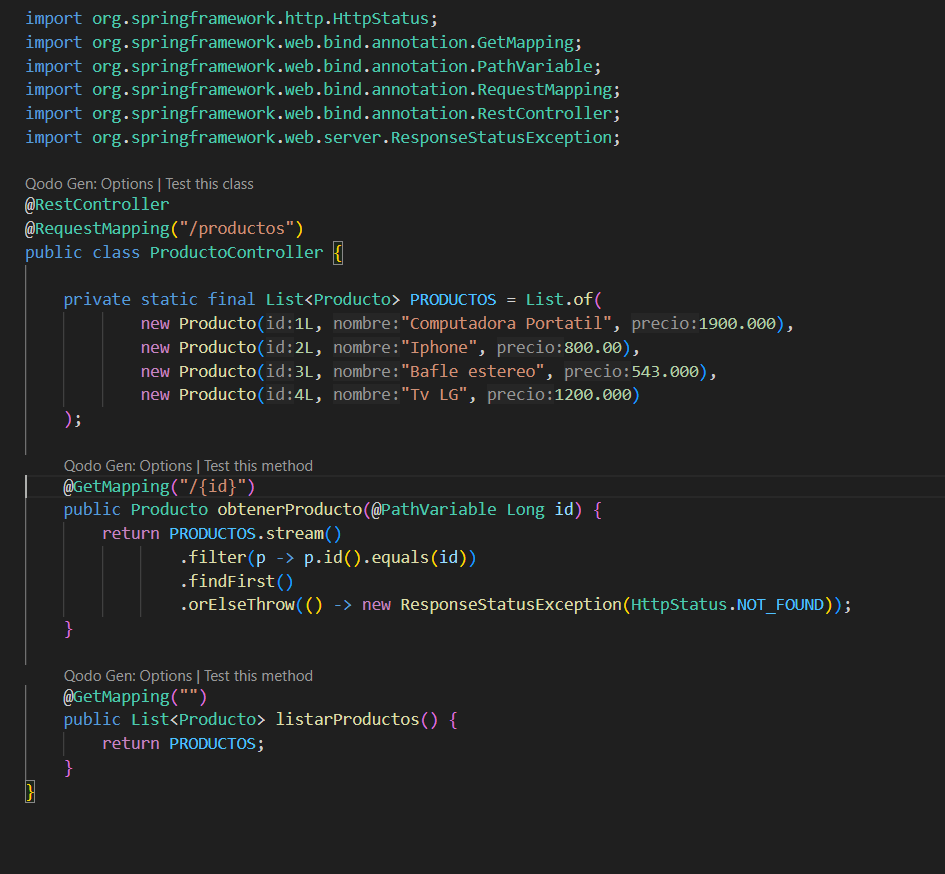 import org.springframework.http.HttpStatus;
import org.springframework.web.bind.annotation.GetMapping;
import org.springframework.web.bind.annotation.PathVariable;
import org.springframework.web.bind.annotation.RequestMapping;
import org.springframework.web.bind.annotation.RestController;
import org.springframework.web.server.ResponseStatusException;

Qodo Gen: Options | Test this class
@RestController
@RequestMapping("/productos")
public class ProductoController {

    private static final List<Producto> PRODUCTOS = List.of(
            new Producto(id:1L, nombre:"Computadora Portatil", precio:1900.000),
            new Producto(id:2L, nombre:"Iphone", precio:800.00),
            new Producto(id:3L, nombre:"Bafle estereo", precio:543.000),
            new Producto(id:4L, nombre:"Tv LG", precio:1200.000)
    );

    Qodo Gen: Options | Test this method
    @GetMapping("/{id}")
    public Producto obtenerProducto(@PathVariable Long id) {
        return PRODUCTOS.stream()
                .filter(p -> p.id().equals(id))
                .findFirst()
                .orElseThrow(() -> new ResponseStatusException(HttpStatus.NOT_FOUND));
    }

    Qodo Gen: Options | Test this method
    @GetMapping("")
    public List<Producto> listarProductos() {
        return PRODUCTOS;
    }
}